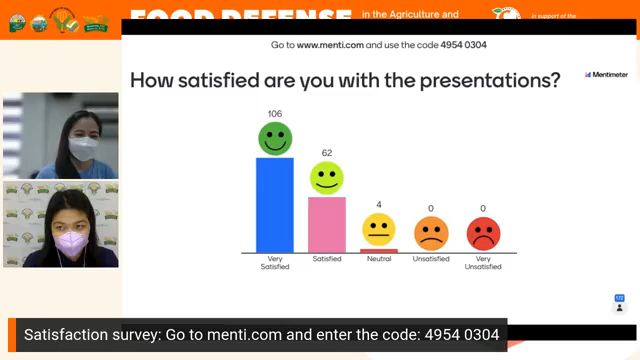 FOOD DEFENSE
in the Agriculture and
in support of the
Go to www.menti.com and use the code 4954 0304
How satisfied are you with the presentations?
Mentimeter
106
62
4
0
0
Very Satisfied
Satisfied
Neutral
Unsatisfied
Very Unsatisfied
172
Satisfaction survey: Go to menti.com and enter the code: 4954 0304